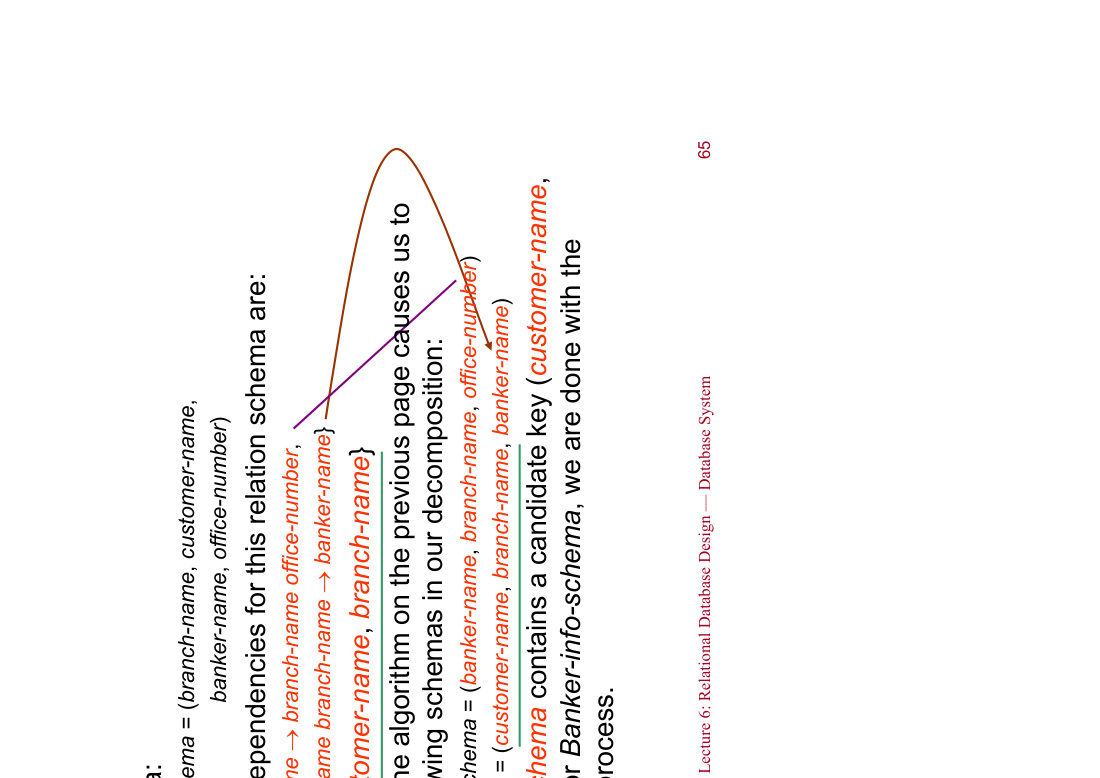 a:
ema = (branch-name, customer-name,
banker-name, office-number)
ependencies for this relation schema are:
me → branch-name office-number,
ame branch-name → banker-name}
tomer-name, branch-name}
he algorithm on the previous page causes us to
wing schemas in our decomposition:
chema = (banker-name, branch-name, office-number)
= (customer-name, branch-name, banker-name)
chema contains a candidate key (customer-name,
or Banker-info-schema, we are done with the
process.
Lecture 6: Relational Database Design — Database System 65